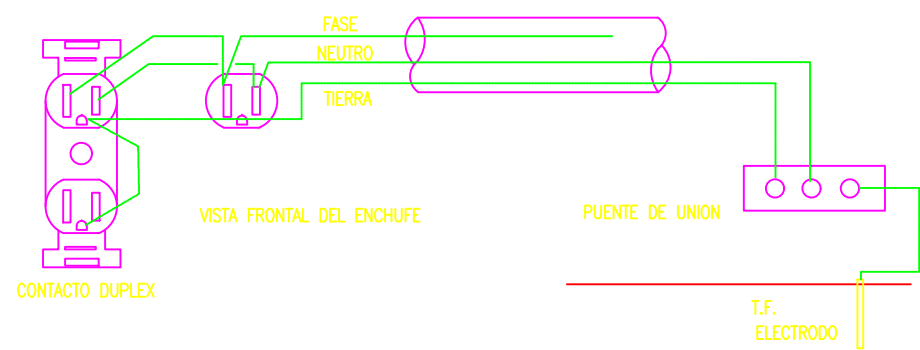 FASE
NEUTRO
TIERRA
VISTA FRONTAL DEL ENCHUFE
PUENTE DE UNION
CONTACTO DUPLEX
T.F.
ELECTRODO